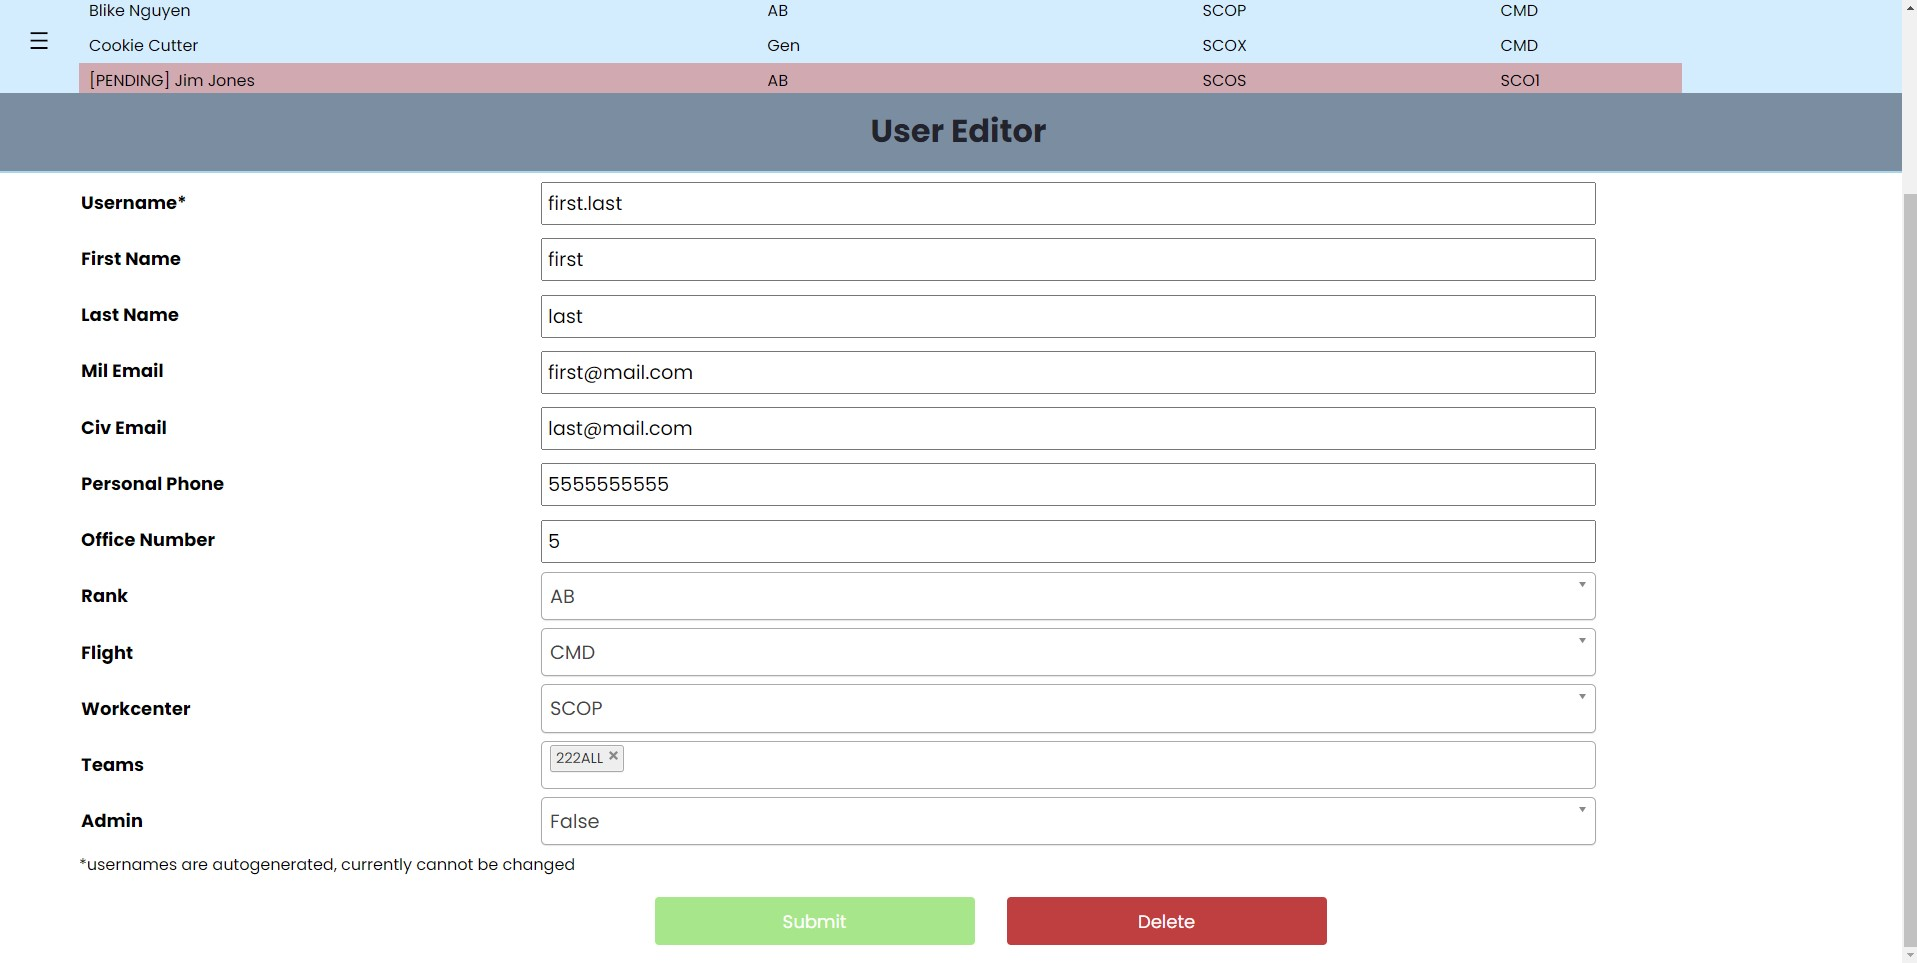 Blike Nguyen AB SCOP CMD
Cookie Cutter Gen SCOX CMD
[PENDING] Jim Jones AB SCOS SCO1
User Editor
Username* first.last
First Name first
Last Name last
Mil Email first@mail.com
Civ Email last@mail.com
Personal Phone 5555555555
Office Number 5
Rank AB
Flight CMD
Workcenter SCOP
Teams 222ALL ×
Admin False
*usernames are autogenerated, currently cannot be changed
Submit Delete